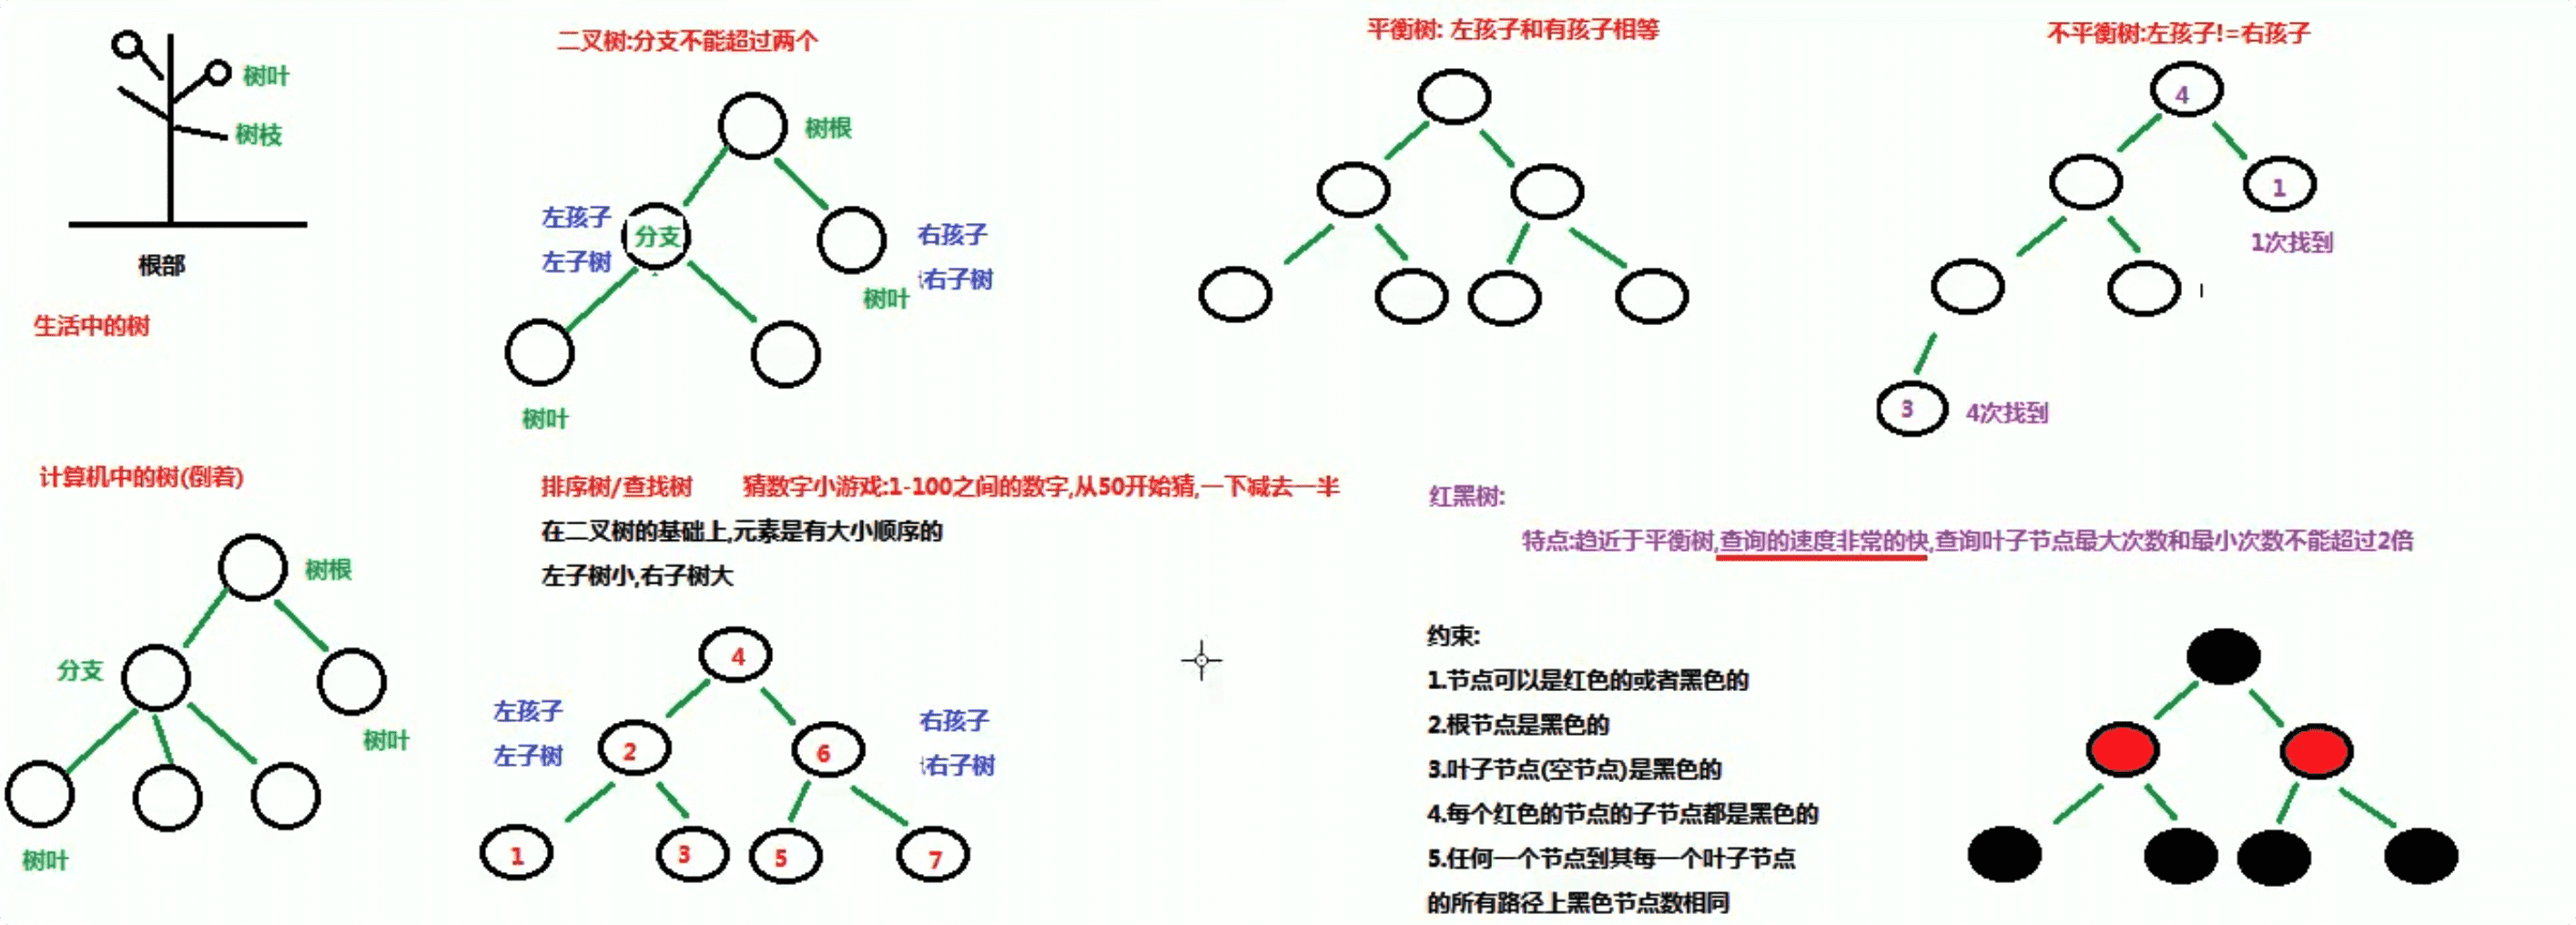 树叶
树枝
根部
生活中的树
二叉树:分支不能超过两个
树根
左孩子
左子树
分支
右孩子
右子树
树叶
树叶
平衡树: 左孩子和有孩子相等
不平衡树:左孩子!=右孩子
4
1
1次找到
3
4次找到
计算机中的树(倒着)
树根
分支
树叶
树叶
排序树/查找树 猜数字小游戏:1-100之间的数字,从50开始猜,一下减去一半
在二叉树的基础上,元素是有大小顺序的
左子树小,右子树大
4
左孩子
左子树
2
6
右孩子
右子树
1
3
5
7
红黑树:
特点:趋近于平衡树,查询的速度非常的快,查询叶子节点最大次数和最小次数不能超过2倍
约束:
1.节点可以是红色的或者黑色的
2.根节点是黑色的
3.叶子节点(空节点)是黑色的
4.每个红色的节点的子节点都是黑色的
5.任何一个节点到其每一个叶子节点
的所有路径上黑色节点数相同